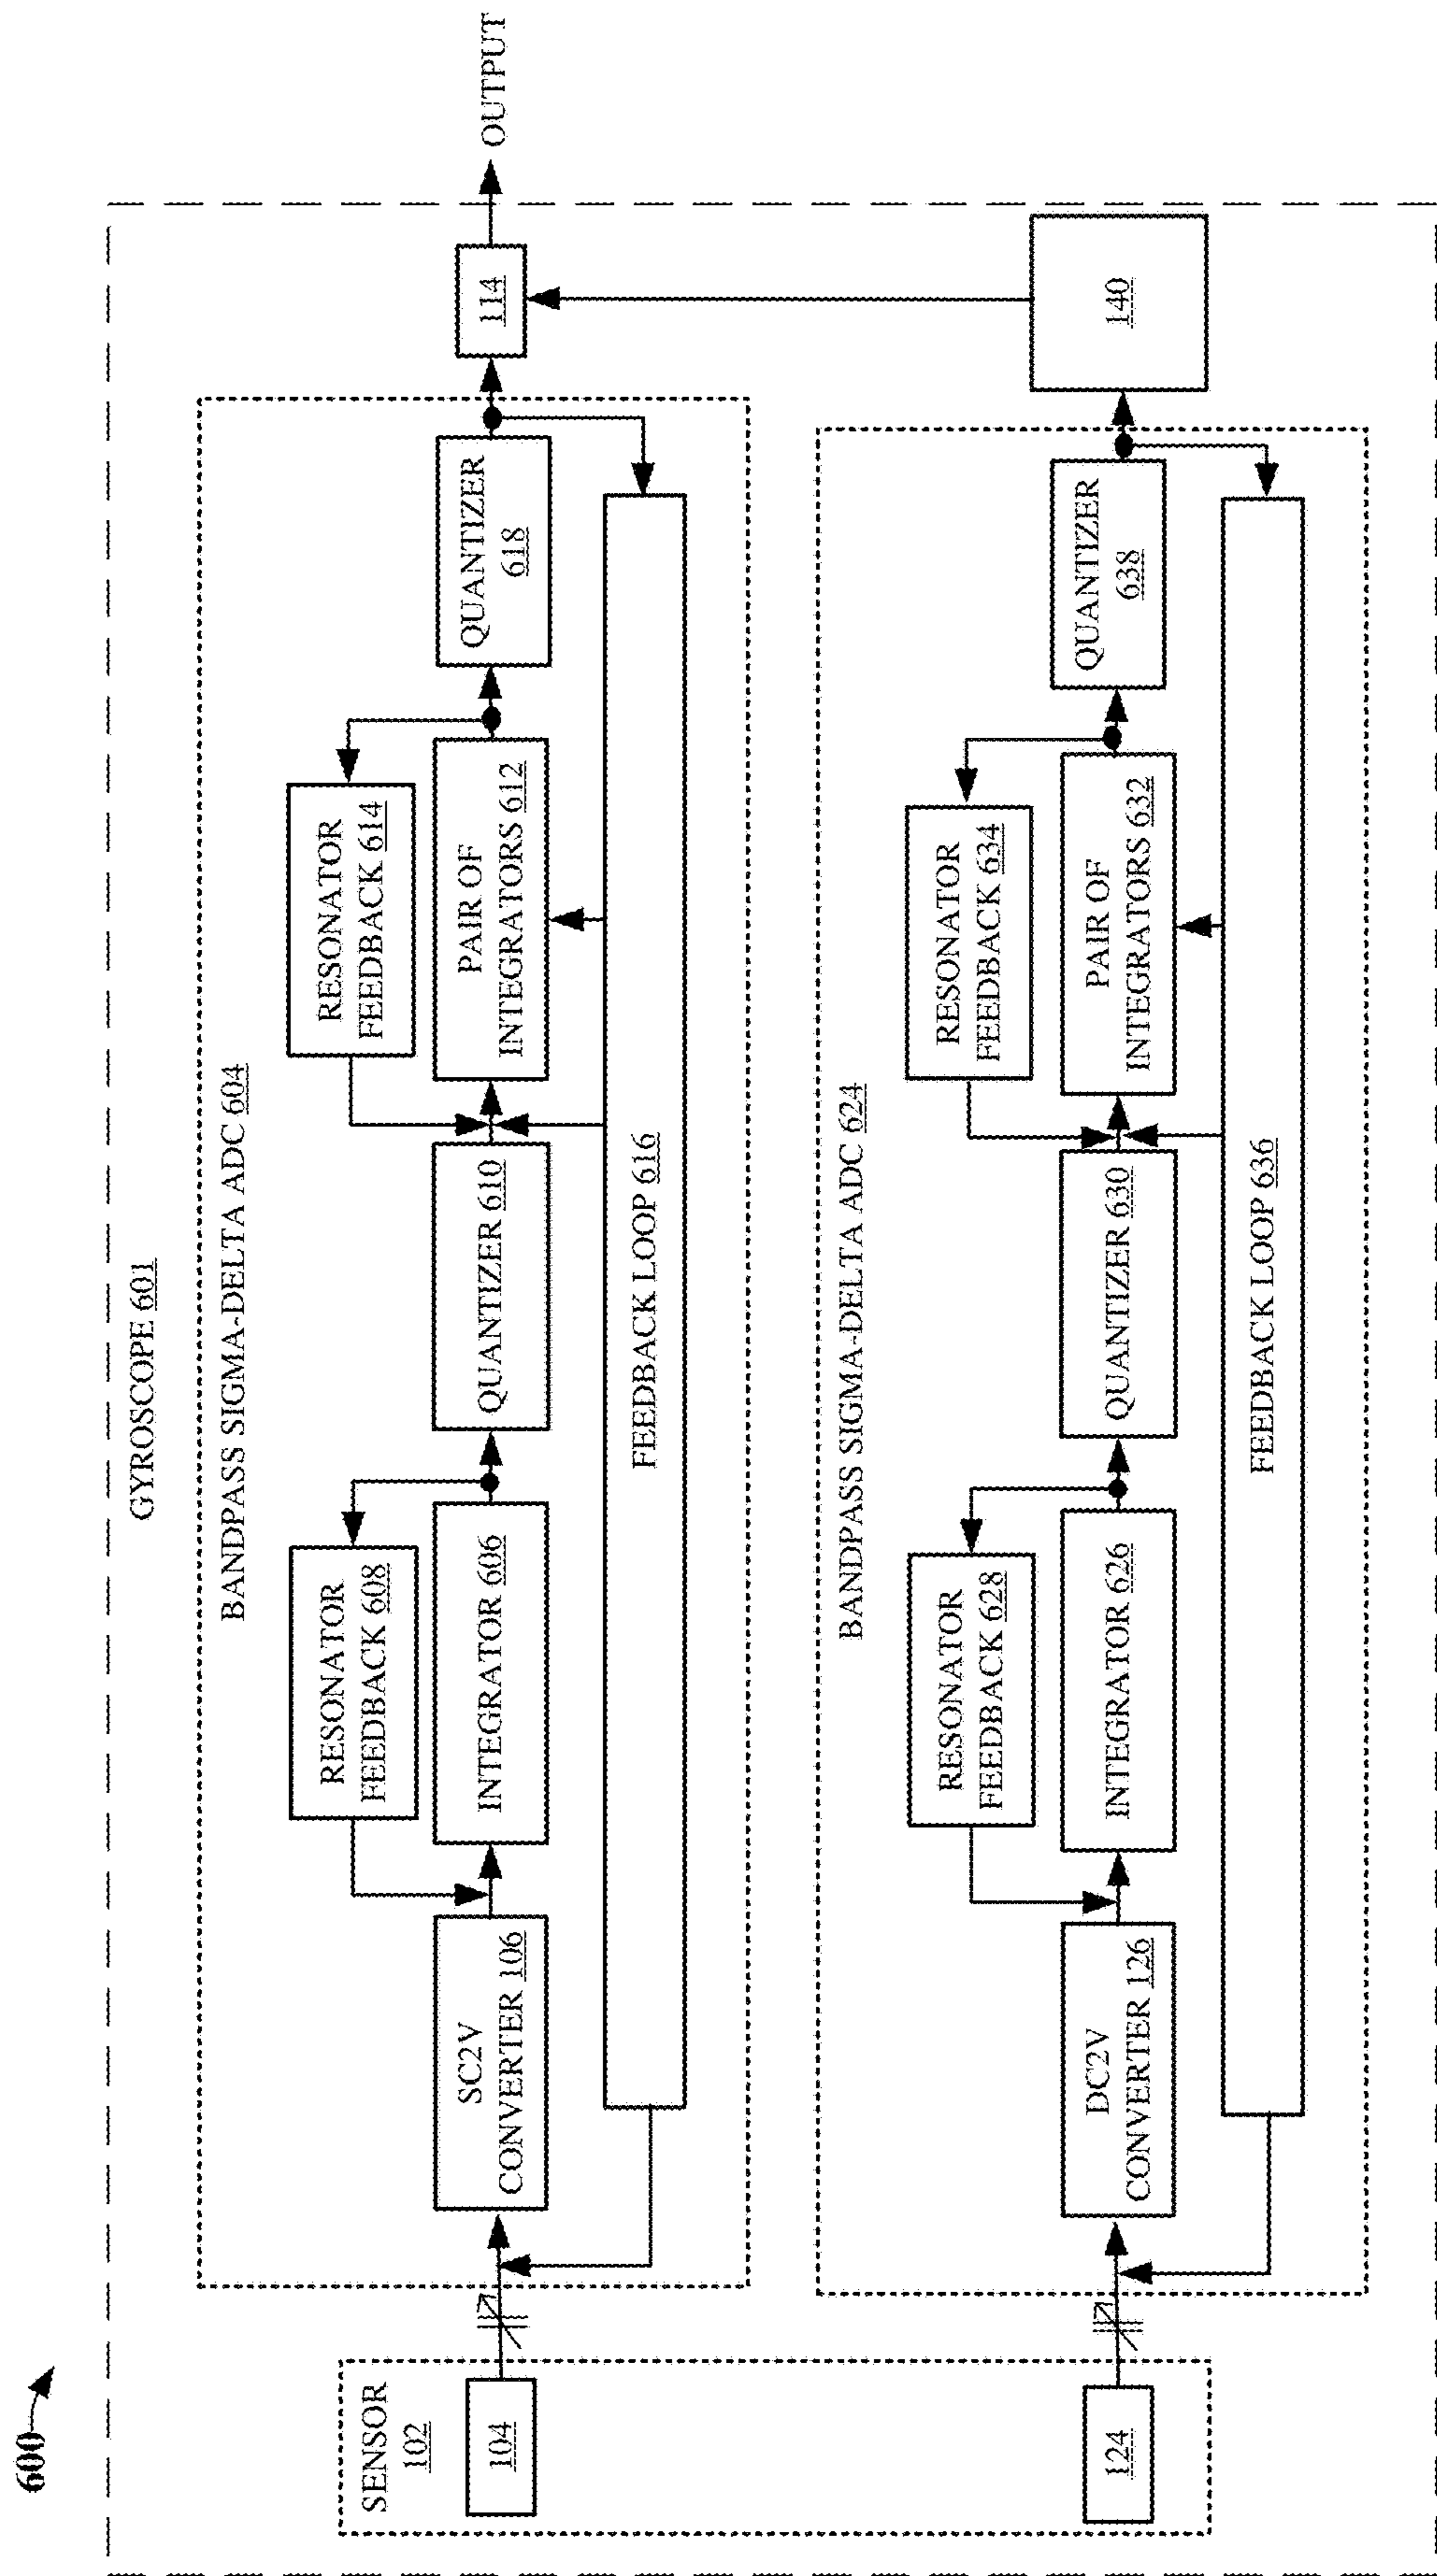 600
GYROSCOPE 601
BANDPASS SIGMA-DELTA ADC 604
SENSOR
102
104
SC2V
CONVERTER 106
RESONATOR
FEEDBACK 608
INTEGRATOR 606
QUANTIZER 610
RESONATOR
FEEDBACK 614
PAIR OF
INTEGRATORS 612
QUANTIZER
618
114
OUTPUT
FEEDBACK LOOP 616
BANDPASS SIGMA-DELTA ADC 624
124
DC2V
CONVERTER 126
RESONATOR
FEEDBACK 628
INTEGRATOR 626
QUANTIZER 630
RESONATOR
FEEDBACK 634
PAIR OF
INTEGRATORS 632
QUANTIZER
638
140
FEEDBACK LOOP 636